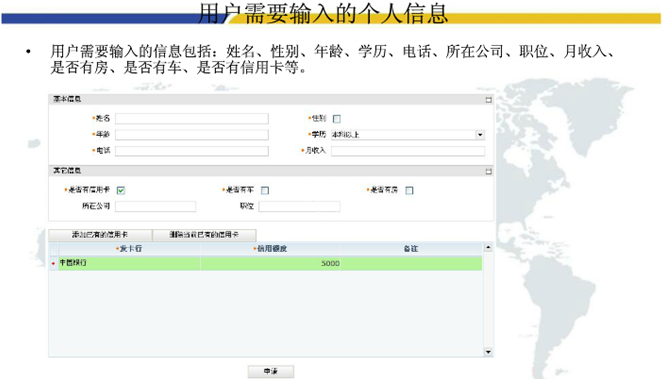 用户需要输入的个人信息
• 用户需要输入的信息包括：姓名、性别、年龄、学历、电话、所在公司、职位、月收入、
是否有房、是否有车、是否有信用卡等。
基本信息
*姓名 *性别
*年龄 *学历 本科以上
*电话 *月收入
其它信息
*是否有信用卡 *是否有车 *是否有房
所在公司 职位
添加已有的信用卡 删除当前已有的信用卡
*发卡行 *信用额度 备注
中国银行 5000
申请